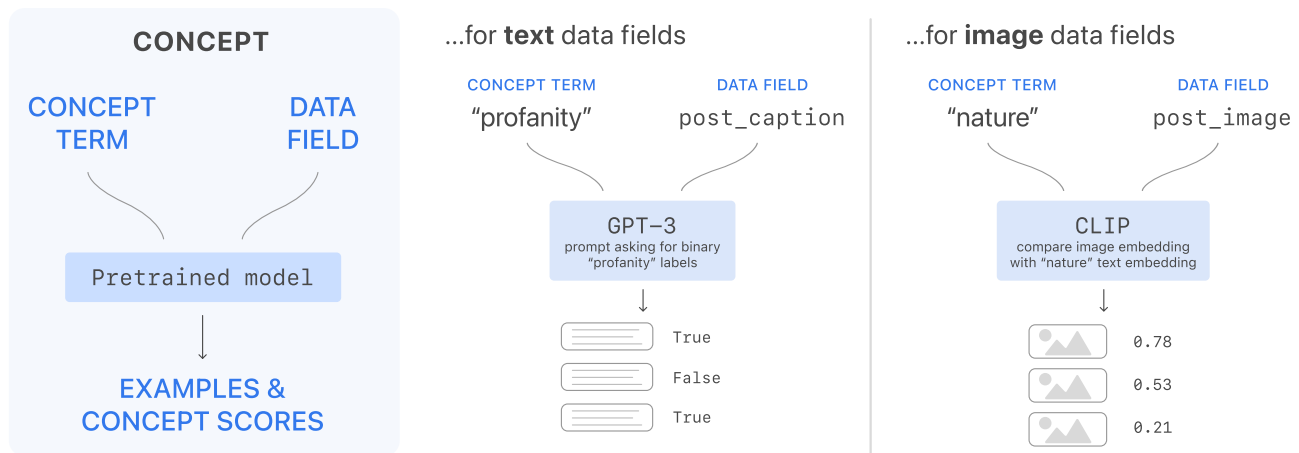 CONCEPT
CONCEPT
TERM
DATA
FIELD
Pretrained model
EXAMPLES &
CONCEPT SCORES
...for text data fields
CONCEPT TERM
DATA FIELD
“profanity”
post_caption
GPT–3
prompt asking for binary
“profanity” labels
True
False
True
...for image data fields
CONCEPT TERM
DATA FIELD
“nature”
post_image
CLIP
compare image embedding
with “nature” text embedding
0.78
0.53
0.21